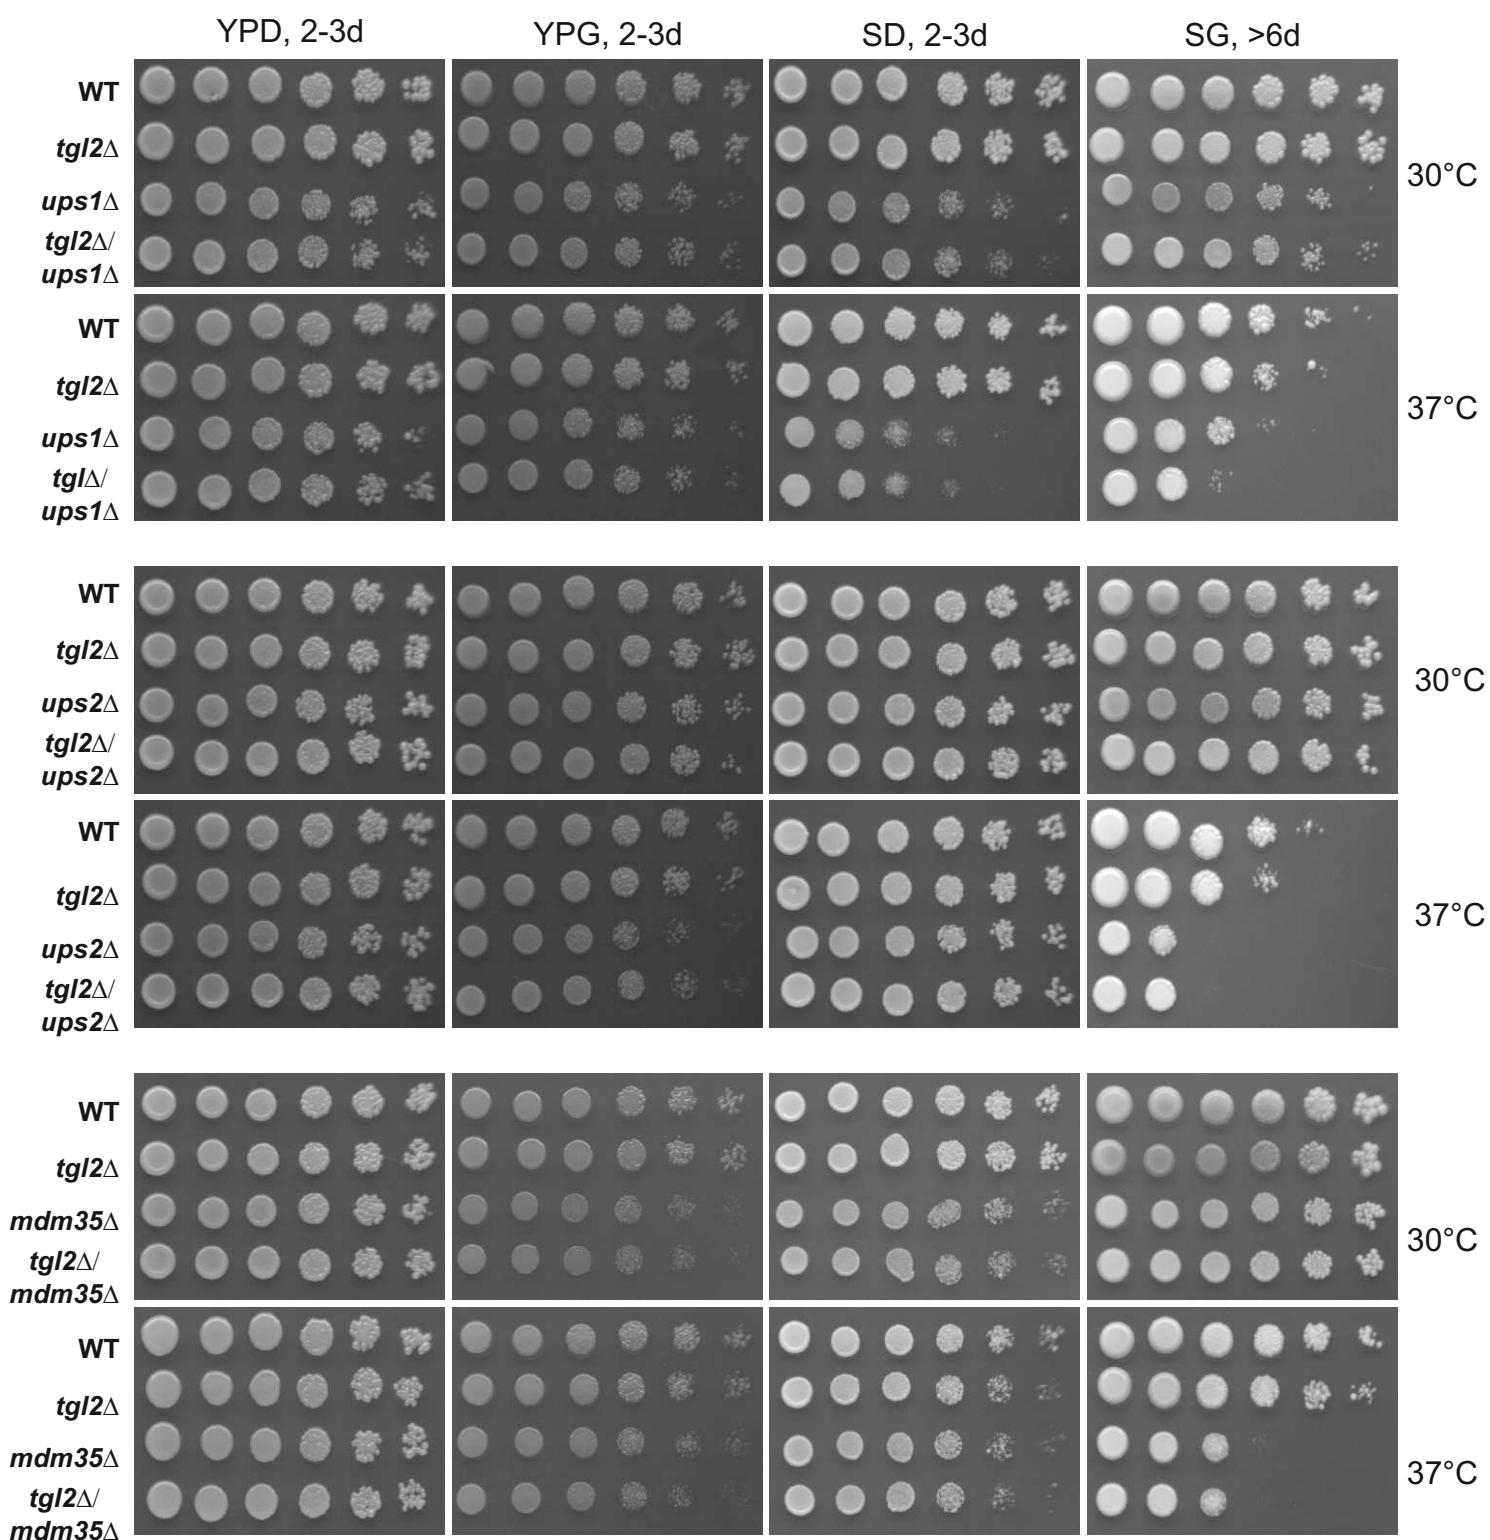 YPD, 2-3d YPG, 2-3d SD, 2-3d SG, >6d
WT
tgl2Δ
ups1Δ
tgl2Δ/
ups1Δ
30°C
WT
tgl2Δ
ups1Δ
tglΔ/
ups1Δ
37°C
WT
tgl2Δ
ups2Δ
tgl2Δ/
ups2Δ
30°C
WT
tgl2Δ
ups2Δ
tgl2Δ/
ups2Δ
37°C
WT
tgl2Δ
mdm35Δ
tgl2Δ/
mdm35Δ
30°C
WT
tgl2Δ
mdm35Δ
tgl2Δ/
mdm35Δ
37°C